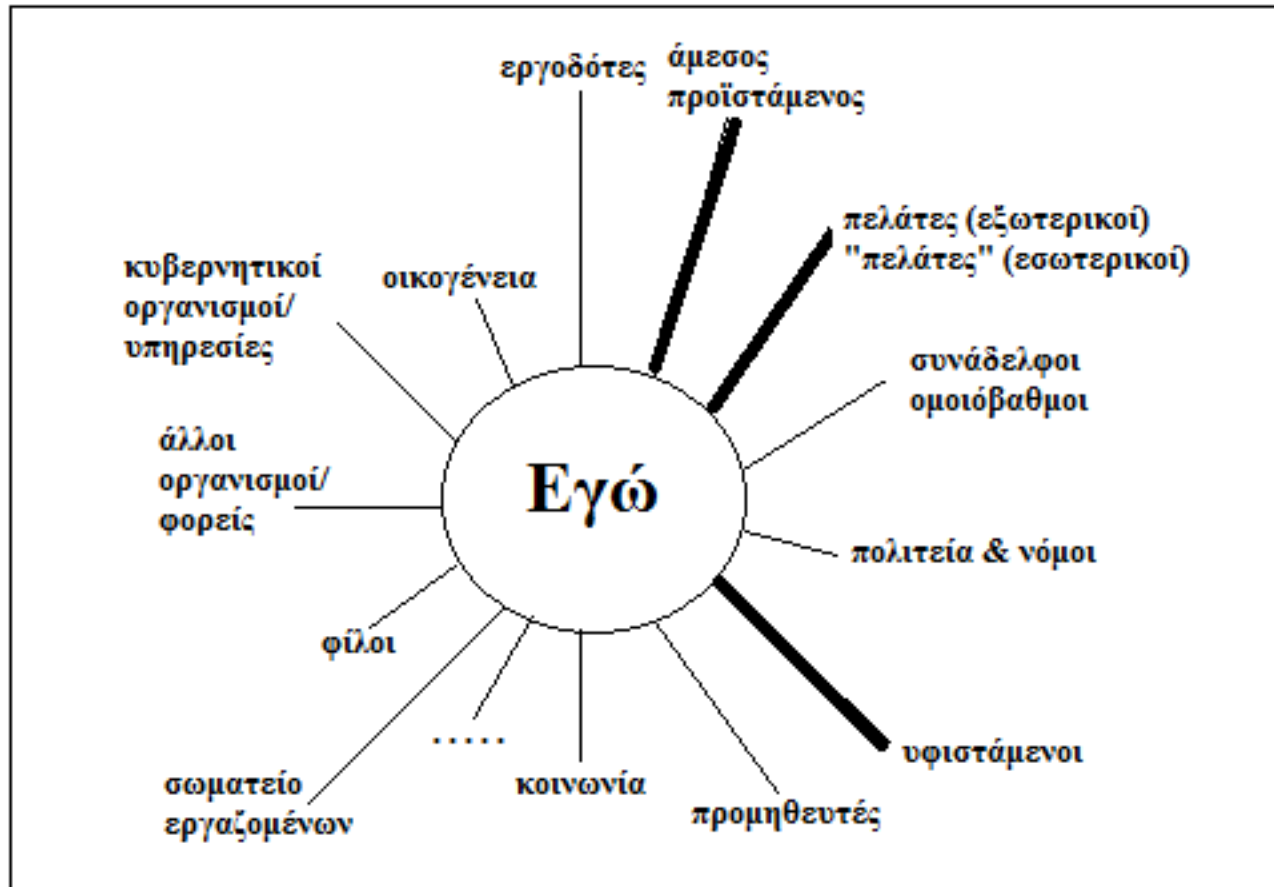 εργοδότες
άμεσος
προϊστάμενος
πελάτες (εξωτερικοί)
"πελάτες" (εσωτερικοί)
κυβερνητικοί
οργανισμοί/
υπηρεσίες
οικογένεια
συνάδελφοι
ομοιόβαθμοι
άλλοι
οργανισμοί/
φορείς
Εγώ
πολιτεία & νόμοι
φίλοι
.....
υφιστάμενοι
σωματείο
εργαζομένων
κοινωνία
προμηθευτές